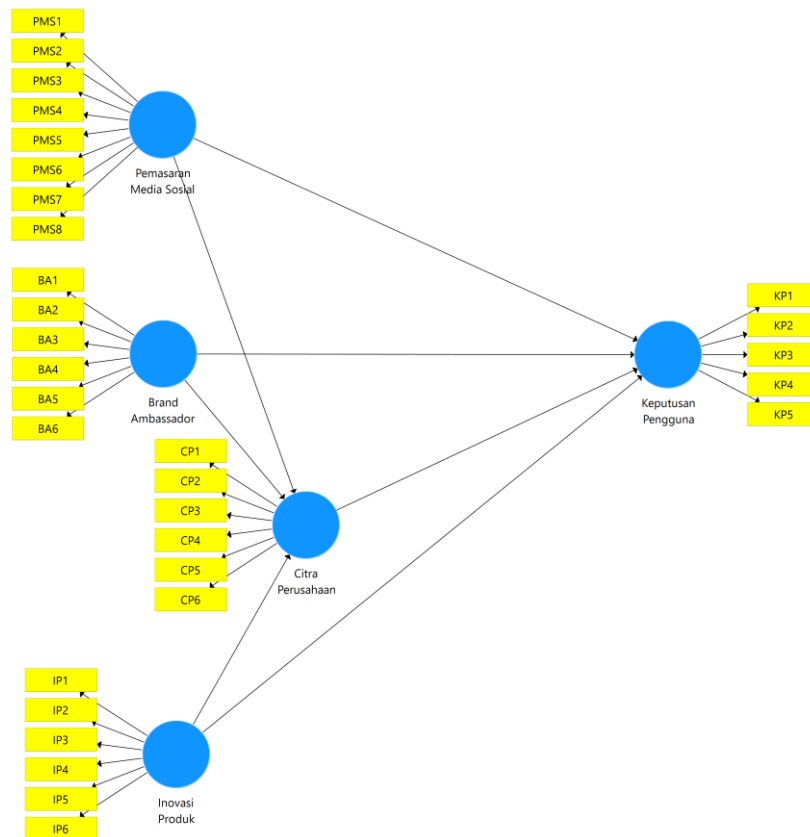 PMS1
PMS2
PMS3
PMS4
PMS5
PMS6
PMS7
PMS8
Pemasaran
Media Sosial
BA1
BA2
BA3
BA4
BA5
BA6
Brand
Ambassador
KP1
KP2
KP3
KP4
KP5
Keputusan
Pengguna
CP1
CP2
CP3
CP4
CP5
CP6
Citra
Perusahaan
IP1
IP2
IP3
IP4
IP5
IP6
Inovasi
Produk